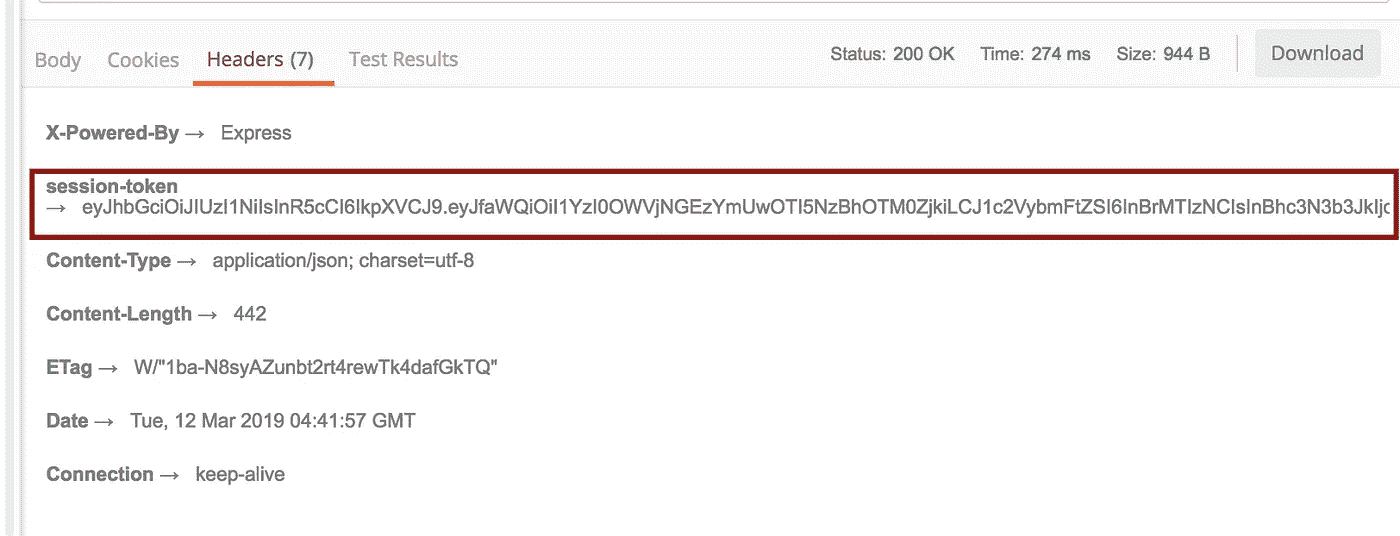 Body Cookies Headers (7) Test Results Status: 200 OK Time: 274 ms Size: 944 B Download
X-Powered-By → Express
session-token
→ eyJhbGciOiJIUzI1NiIsInR5cCI6IkpXVCJ9.eyJfaWQiOiI1YzI0OWVjNGEzYmUwOTI5NzBhOTM0ZjkiLCJ1c2VybmFtZSI6InBrMTIzNCIsInBhc3N3b3JkIjo
Content-Type → application/json; charset=utf-8
Content-Length → 442
ETag → W/"1ba-N8syAZunbt2rt4rewTk4dafGkTQ"
Date → Tue, 12 Mar 2019 04:41:57 GMT
Connection → keep-alive